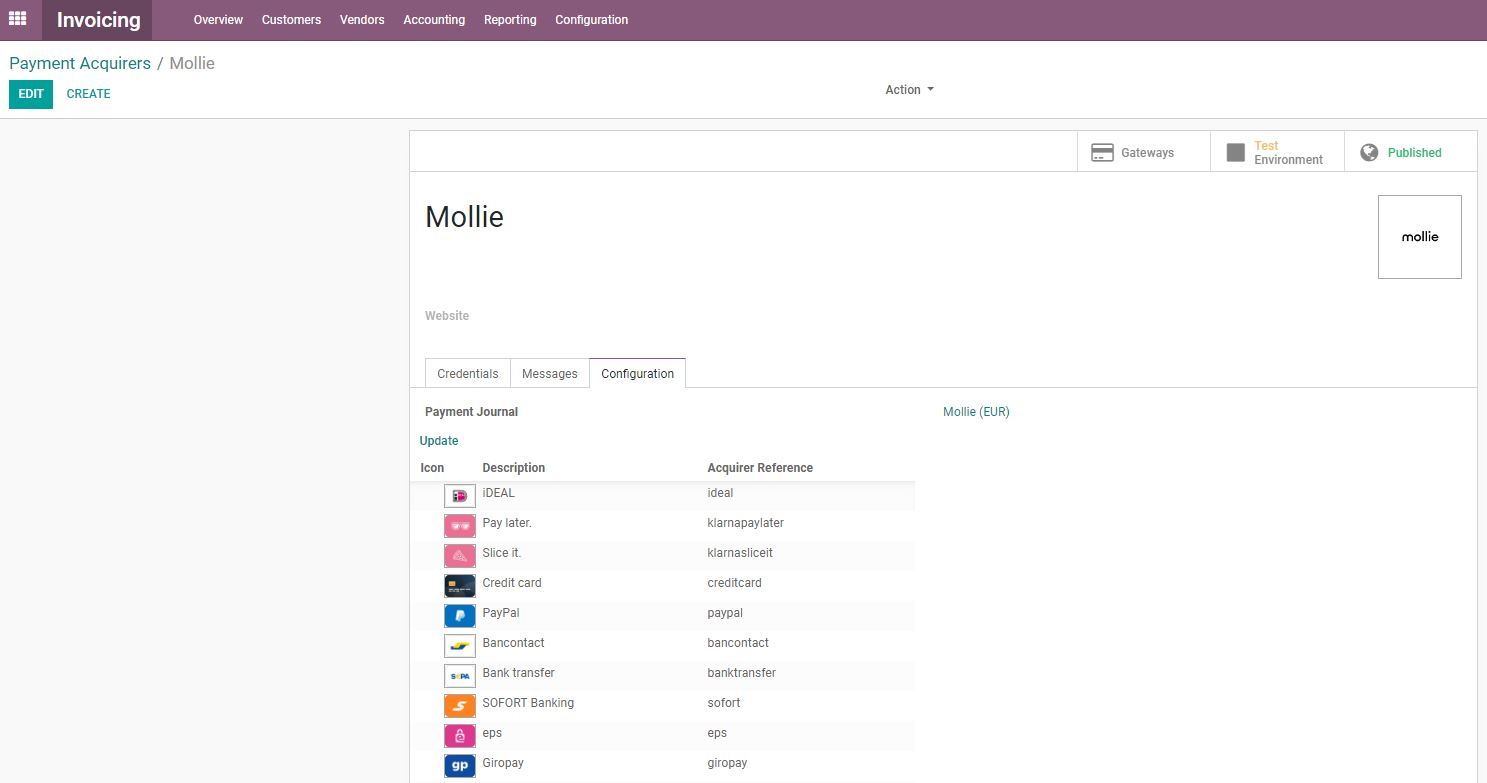 Invoicing Overview Customers Vendors Accounting Reporting Configuration
Payment Acquirers / Mollie
EDIT CREATE Action
Gateways Test Environment Published
Mollie
mollie
Website
Credentials Messages Configuration
Payment Journal Mollie (EUR)
Update
Icon Description Acquirer Reference
iDEAL ideal
Pay later. klarnapaylater
Slice it. klarnasliceit
Credit card creditcard
PayPal paypal
Bancontact bancontact
SEPA Bank transfer banktransfer
SOFORT Banking sofort
eps eps
gp Giropay giropay